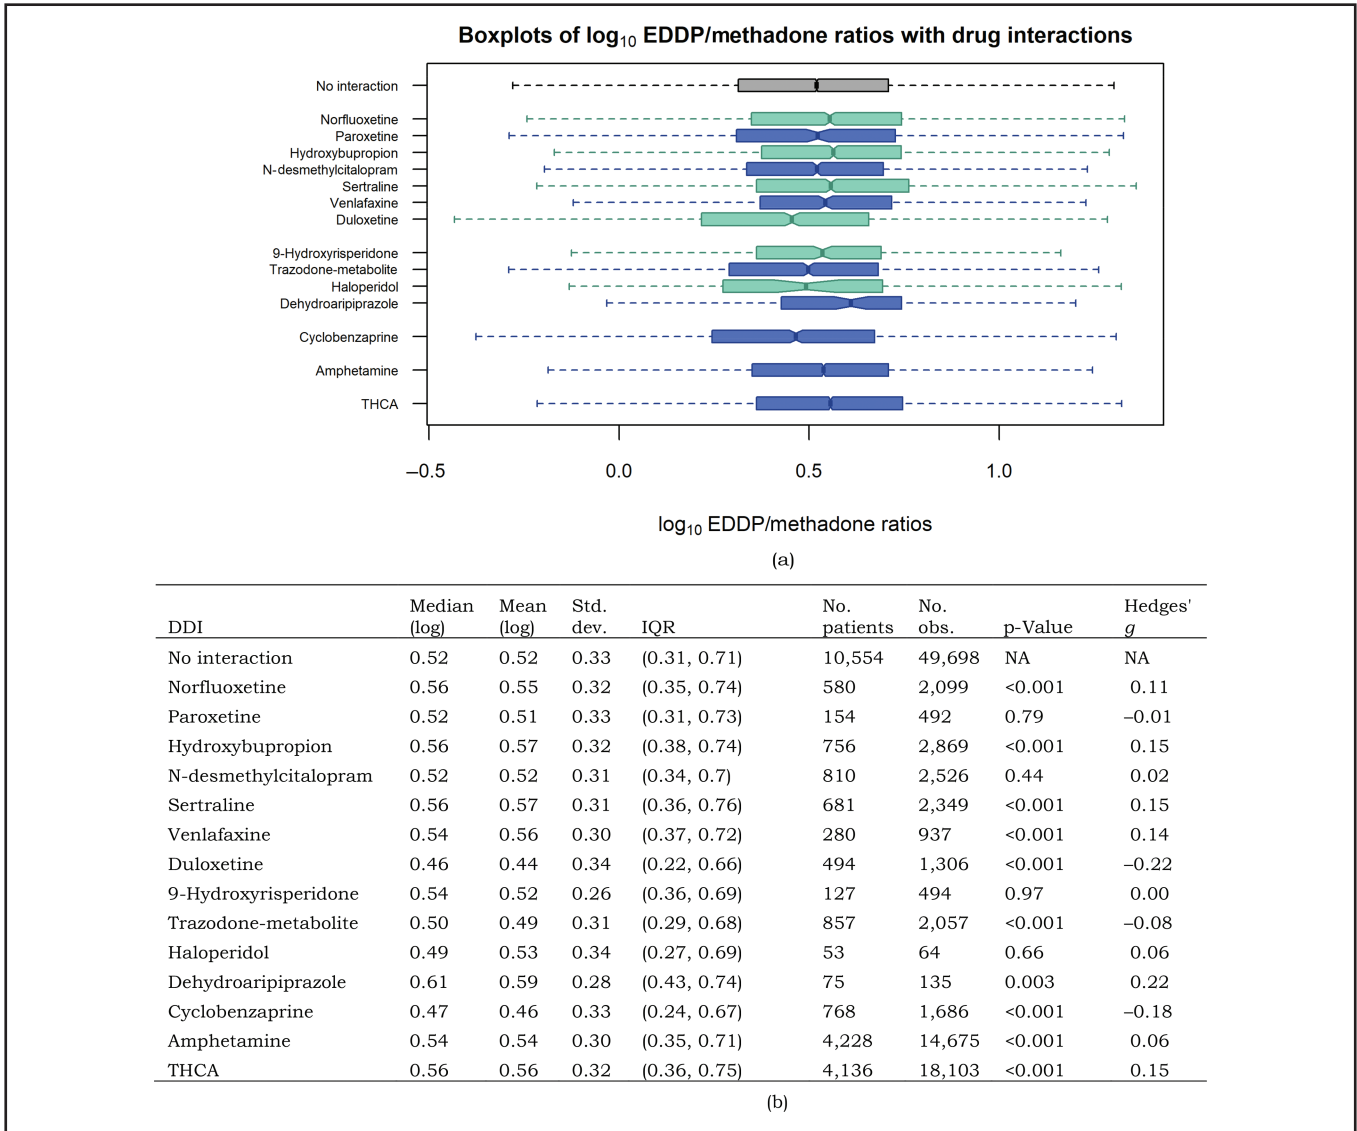 Boxplots of log10 EDDP/methadone ratios with drug interactions
No interaction
Norfluoxetine
Paroxetine
Hydroxybupropion
N-desmethylcitalopram
Sertraline
Venlafaxine
Duloxetine
9-Hydroxyrisperidone
Trazodone-metabolite
Haloperidol
Dehydroaripiprazole
Cyclobenzaprine
Amphetamine
THCA
–0.5 0.0 0.5 1.0
log10 EDDP/methadone ratios
(a)
DDI Median (log) Mean (log) Std. dev. IQR No. patients No. obs. p-Value Hedges' g
No interaction 0.52 0.52 0.33 (0.31, 0.71) 10,554 49,698 NA NA
Norfluoxetine 0.56 0.55 0.32 (0.35, 0.74) 580 2,099 <0.001 0.11
Paroxetine 0.52 0.51 0.33 (0.31, 0.73) 154 492 0.79 –0.01
Hydroxybupropion 0.56 0.57 0.32 (0.38, 0.74) 756 2,869 <0.001 0.15
N-desmethylcitalopram 0.52 0.52 0.31 (0.34, 0.7) 810 2,526 0.44 0.02
Sertraline 0.56 0.57 0.31 (0.36, 0.76) 681 2,349 <0.001 0.15
Venlafaxine 0.54 0.56 0.30 (0.37, 0.72) 280 937 <0.001 0.14
Duloxetine 0.46 0.44 0.34 (0.22, 0.66) 494 1,306 <0.001 –0.22
9-Hydroxyrisperidone 0.54 0.52 0.26 (0.36, 0.69) 127 494 0.97 0.00
Trazodone-metabolite 0.50 0.49 0.31 (0.29, 0.68) 857 2,057 <0.001 –0.08
Haloperidol 0.49 0.53 0.34 (0.27, 0.69) 53 64 0.66 0.06
Dehydroaripiprazole 0.61 0.59 0.28 (0.43, 0.74) 75 135 0.003 0.22
Cyclobenzaprine 0.47 0.46 0.33 (0.24, 0.67) 768 1,686 <0.001 –0.18
Amphetamine 0.54 0.54 0.30 (0.35, 0.71) 4,228 14,675 <0.001 0.06
THCA 0.56 0.56 0.32 (0.36, 0.75) 4,136 18,103 <0.001 0.15
(b)